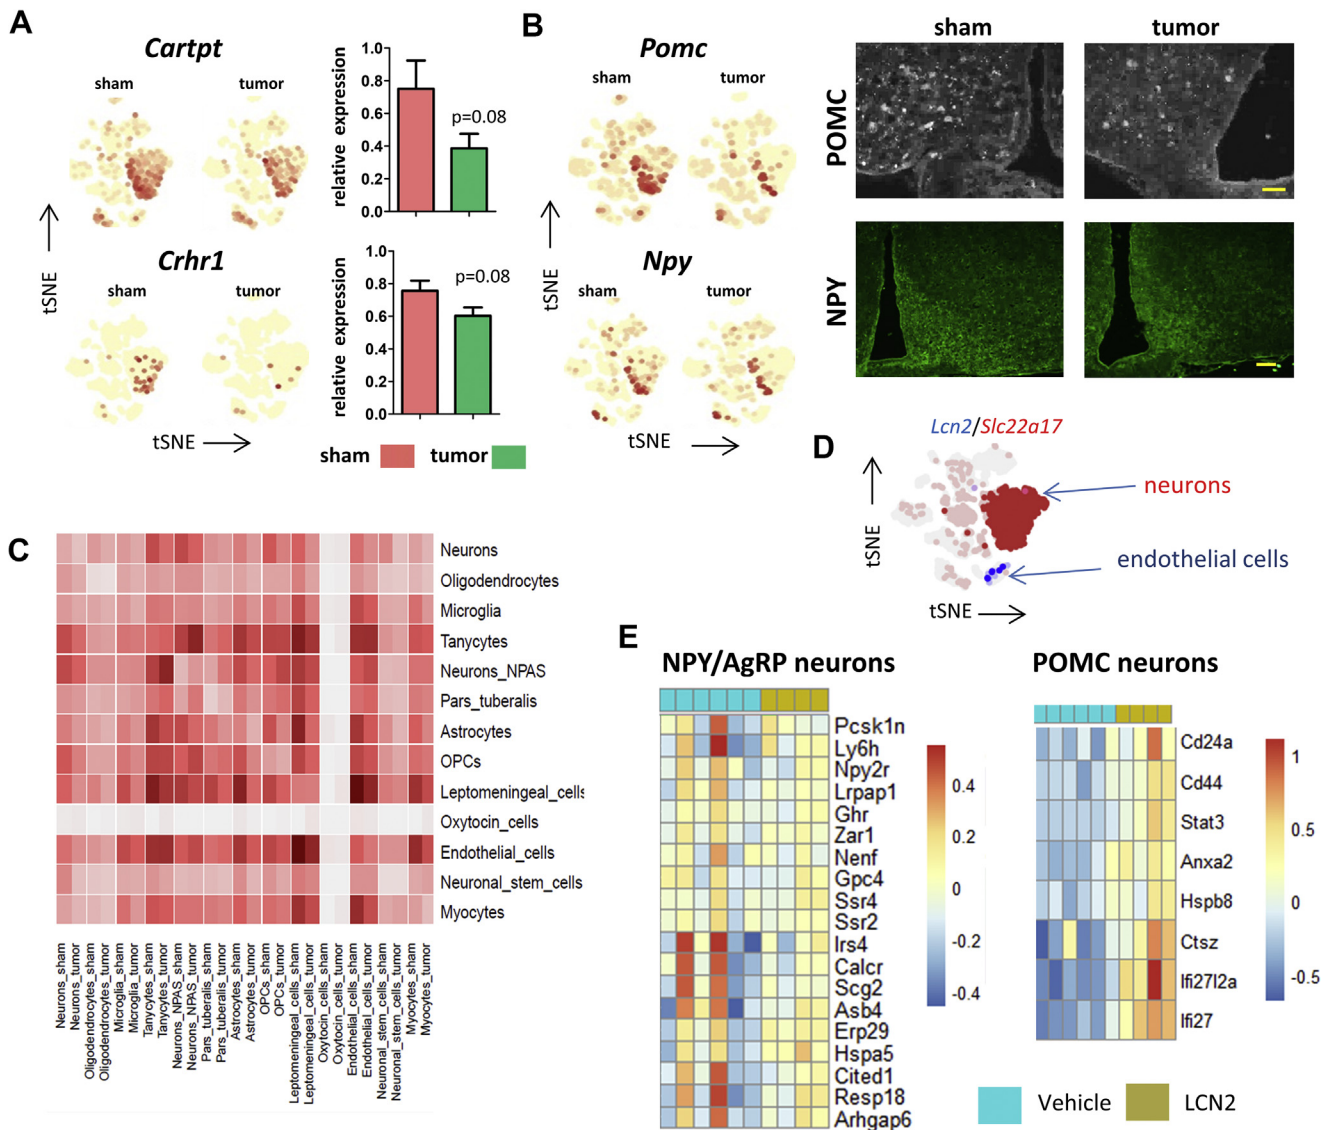 A
Cartpt
sham
tumor
relative expression
1.0
0.8
0.6
0.4
0.2
0.0
p=0.08
tSNE
Crhr1
sham
tumor
relative expression
1.0
0.8
0.6
0.4
0.2
0.0
p=0.08
tSNE
sham
tumor
B
Pomc
sham
tumor
tSNE
Npy
sham
tumor
tSNE
sham
tumor
POMC
NPY
C
Neurons
Oligodendrocytes
Microglia
Tanycytes
Neurons_NPAS
Pars_tuberalis
Astrocytes
OPCs
Leptomeningeal_cells
Oxytocin_cells
Endothelial_cells
Neuronal_stem_cells
Myocytes
Neurons_sham
Neurons_tumor
Oligodendrocytes_sham
Oligodendrocytes_tumor
Microglia_sham
Microglia_tumor
Tanycytes_sham
Tanycytes_tumor
Neurons_NPAS_sham
Neurons_NPAS_tumor
Pars_tuberalis_sham
Pars_tuberalis_tumor
Astrocytes_sham
Astrocytes_tumor
OPCs_sham
OPCs_tumor
Leptomeningeal_cells_sham
Leptomeningeal_cells_tumor
Oxytocin_cells_sham
Oxytocin_cells_tumor
Endothelial_cells_sham
Endothelial_cells_tumor
Neuronal_stem_cells_sham
Neuronal_stem_cells_tumor
Myocytes_sham
Myocytes_tumor
D
Lcn2/Slc22a17
tSNE
tSNE
neurons
endothelial cells
E
NPY/AgRP neurons
Pcsk1n
Ly6h
Npy2r
Lrpap1
Ghr
Zar1
Nenf
Gpc4
Ssr4
Ssr2
Irs4
Calcr
Scg2
Asb4
Erp29
Hspa5
Cited1
Resp18
Arhgap6
0.4
0.2
0
-0.2
-0.4
POMC neurons
Cd24a
Cd44
Stat3
Anxa2
Hspb8
Ctsz
Ifi27l2a
Ifi27
1
0.5
0
-0.5
Vehicle
LCN2